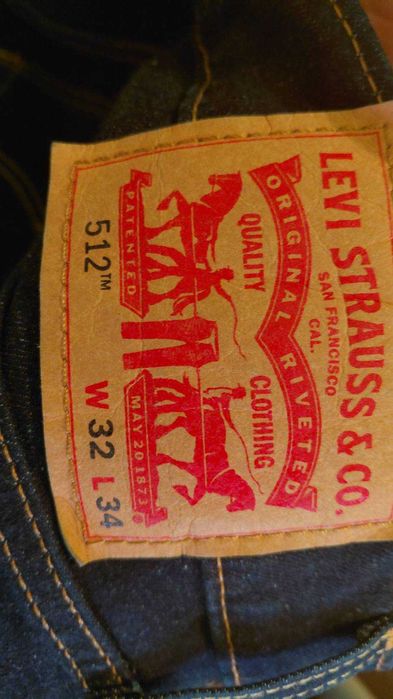 LEVI STRAUSS & CO.
SAN FRANCISCO
CAL.
ORIGINAL RIVETED
QUALITY CLOTHING
PATENTED MAY 20 1873 ®
512™ W 32 L 34